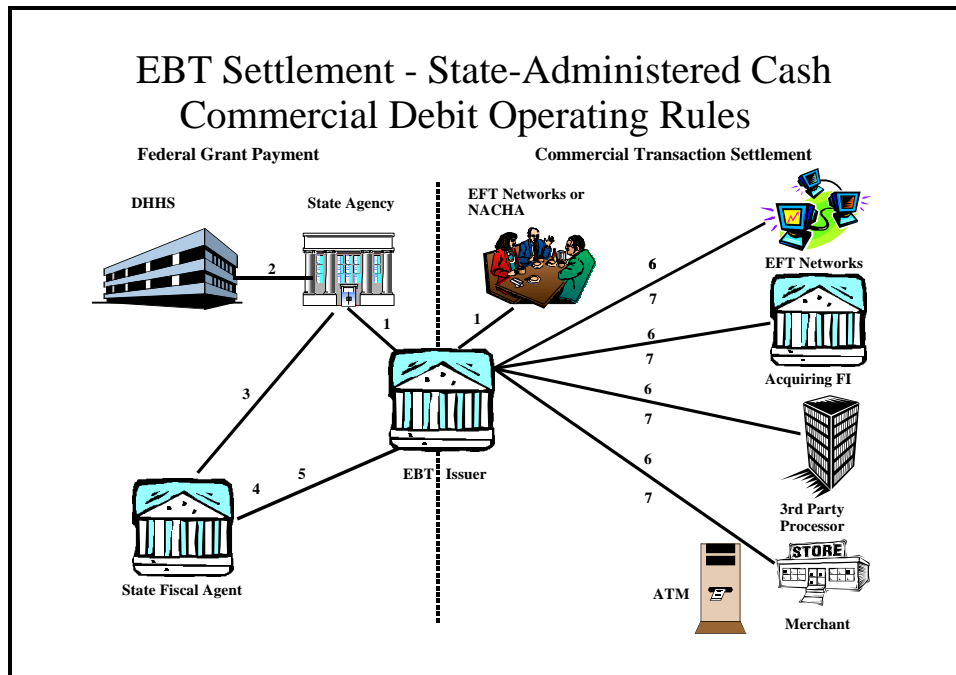 EBT Settlement - State-Administered Cash
Commercial Debit Operating Rules
Federal Grant Payment
Commercial Transaction Settlement
DHHS
State Agency
EFT Networks or
NACHA
2
1
1
6
7
EFT Networks
6
7
Acquiring FI
3
6
7
EBT Issuer
4
5
6
7
3rd Party
Processor
STORE
State Fiscal Agent
ATM
Merchant